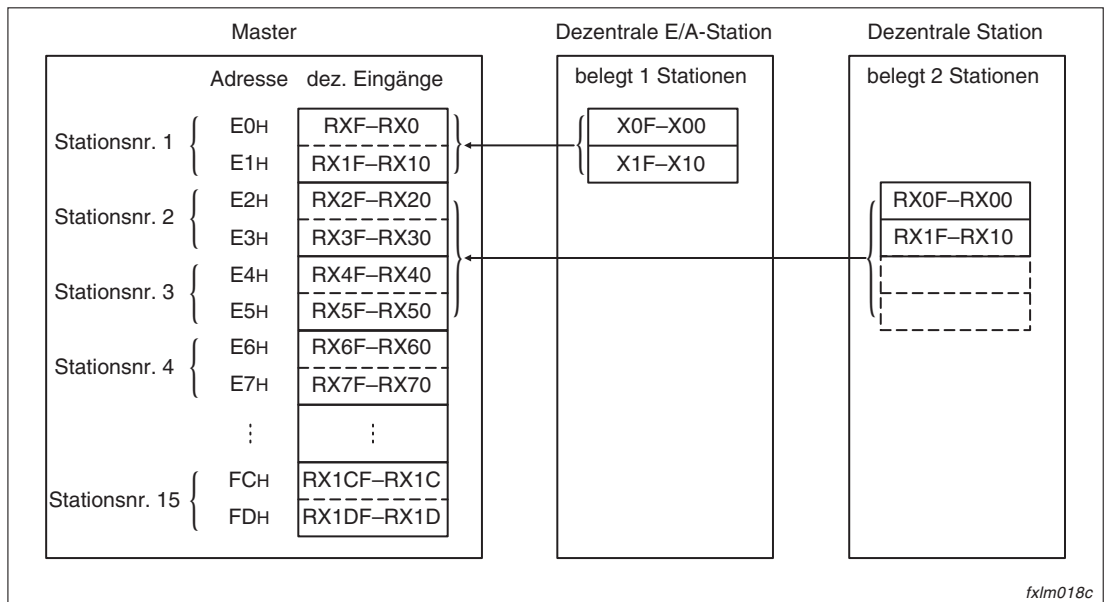 Master
Dezentrale E/A-Station
Dezentrale Station
Adresse dez. Eingänge
belegt 1 Stationen
belegt 2 Stationen
Stationsnr. 1
E0H RXF–RX0
E1H RX1F–RX10
X0F–X00
X1F–X10
Stationsnr. 2
E2H RX2F–RX20
E3H RX3F–RX30
RX0F–RX00
RX1F–RX10
Stationsnr. 3
E4H RX4F–RX40
E5H RX5F–RX50
Stationsnr. 4
E6H RX6F–RX60
E7H RX7F–RX70
Stationsnr. 15
FCH RX1CF–RX1C
FDH RX1DF–RX1D
fxlm018c